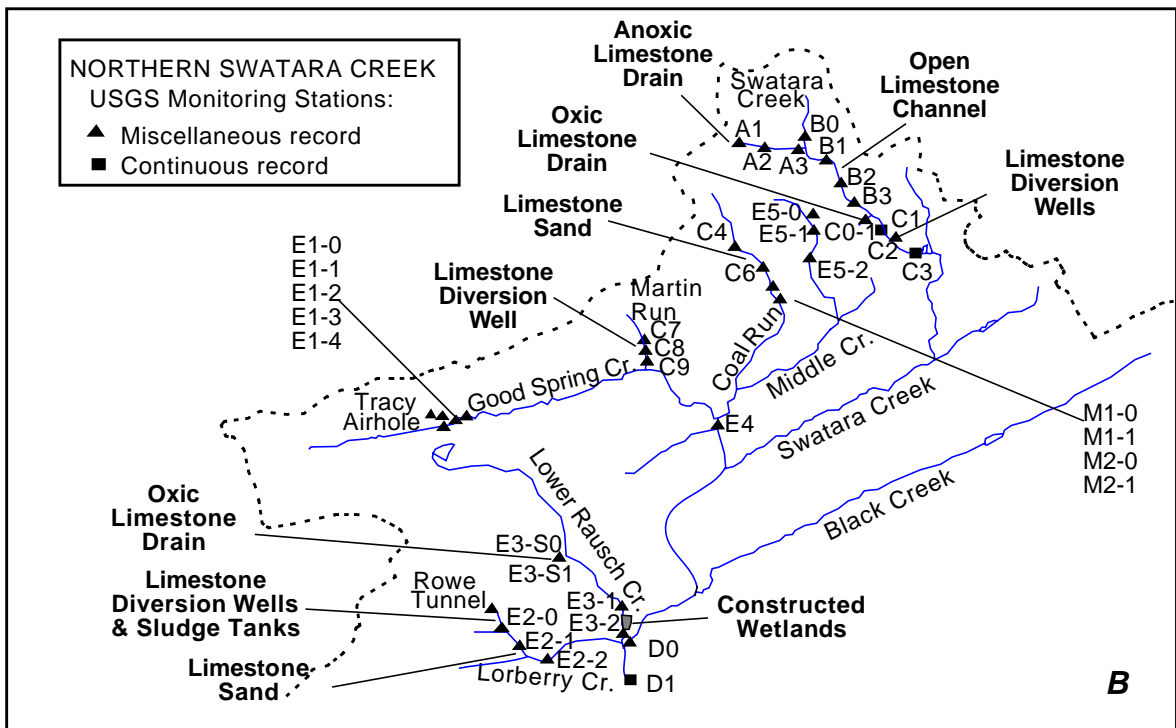 NORTHERN SWATARA CREEK
USGS Monitoring Stations:
Miscellaneous record
Continuous record
Anoxic
Limestone
Drain
Swatara
Creek
Open
Limestone
Channel
Oxic
Limestone
Drain
A1
A2
A3
B0
B1
B2
B3
Limestone
Diversion
Wells
Limestone
Sand
C4
C6
E5-0
E5-1
E5-2
C0-1
C1
C2
C3
E1-0
E1-1
E1-2
E1-3
E1-4
Limestone
Diversion
Well
Martin
Run
C7
C8
C9
Coal Run
Middle Cr.
Good Spring Cr.
Tracy
Airhole
E4
Swatara Creek
M1-0
M1-1
M2-0
M2-1
Black Creek
Lower Rausch Cr.
Oxic
Limestone
Drain
E3-S0
E3-S1
Limestone
Diversion Wells
& Sludge Tanks
Rowe
Tunnel
E2-0
E2-1
E2-2
E3-1
E3-2
Constructed
Wetlands
D0
D1
Limestone
Sand
Lorberry Cr.
B